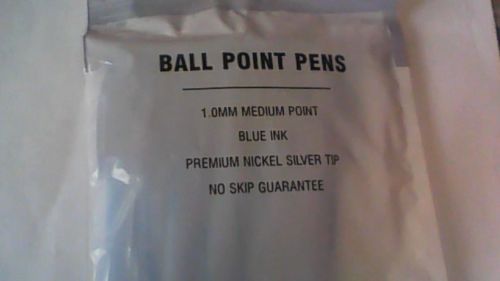 BALL POINT PENS
1.0MM MEDIUM POINT
BLUE INK
PREMIUM NICKEL SILVER TIP
NO SKIP GUARANTEE